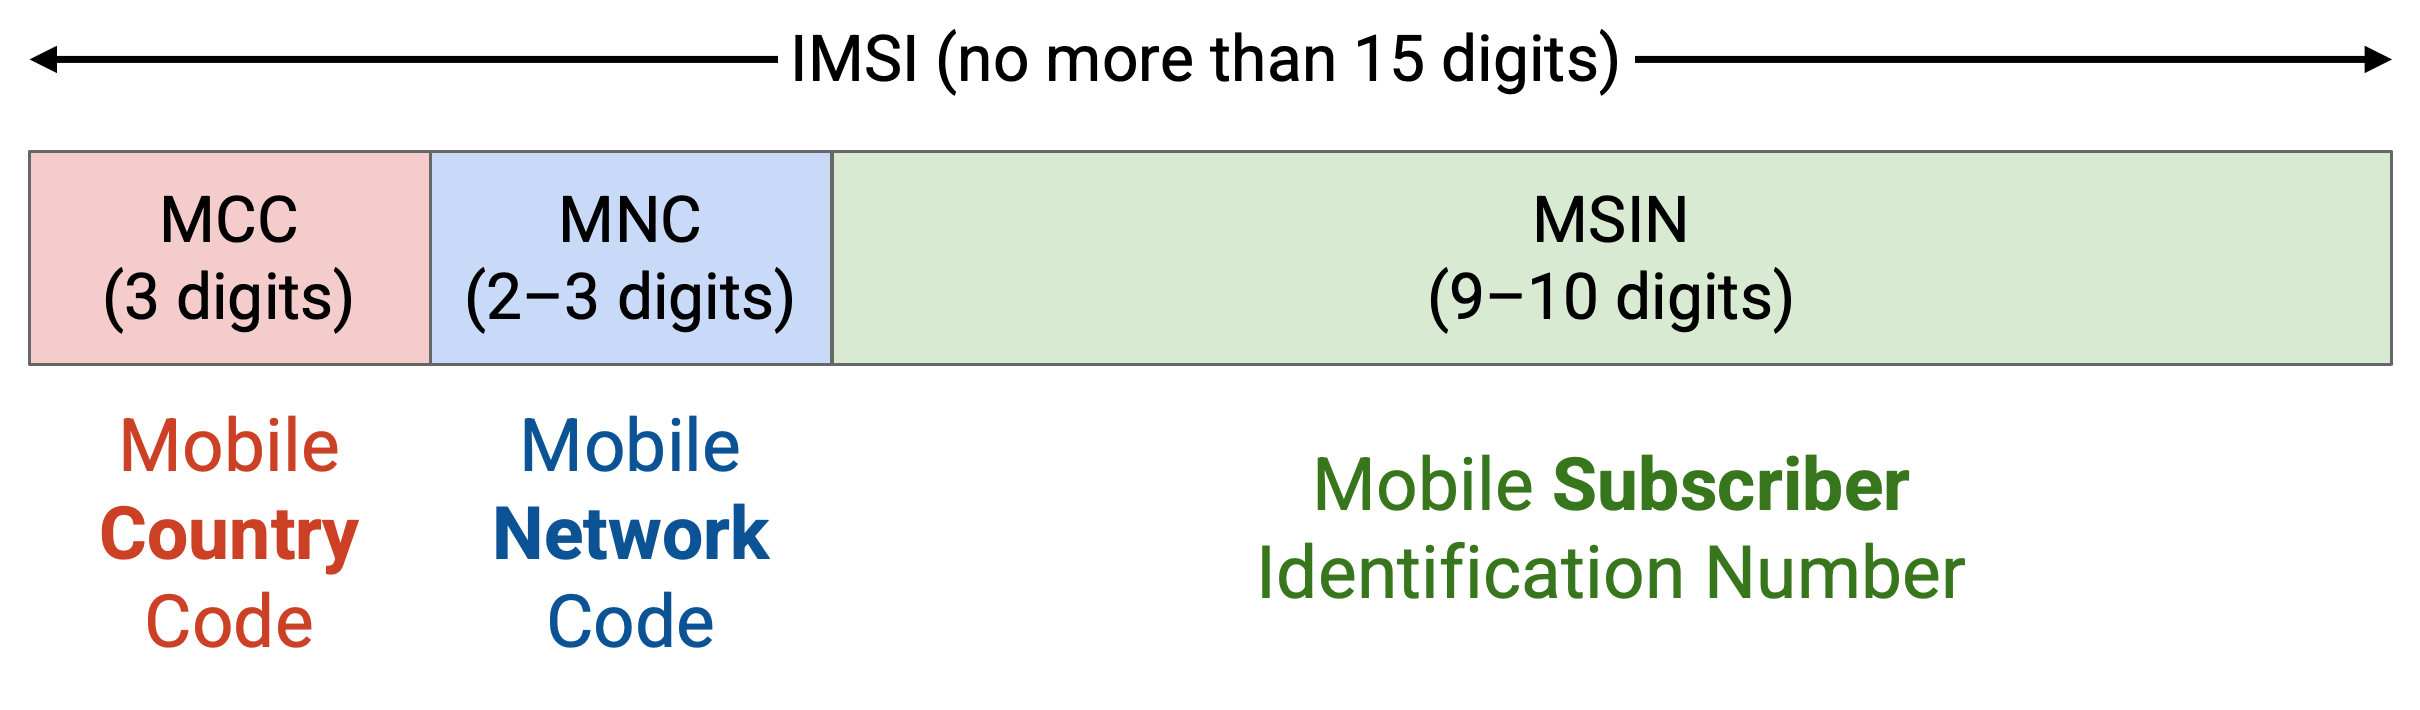 IMSI (no more than 15 digits)
MCC
(3 digits)
MNC
(2–3 digits)
MSIN
(9–10 digits)
Mobile
Country
Code
Mobile
Network
Code
Mobile Subscriber
Identification Number